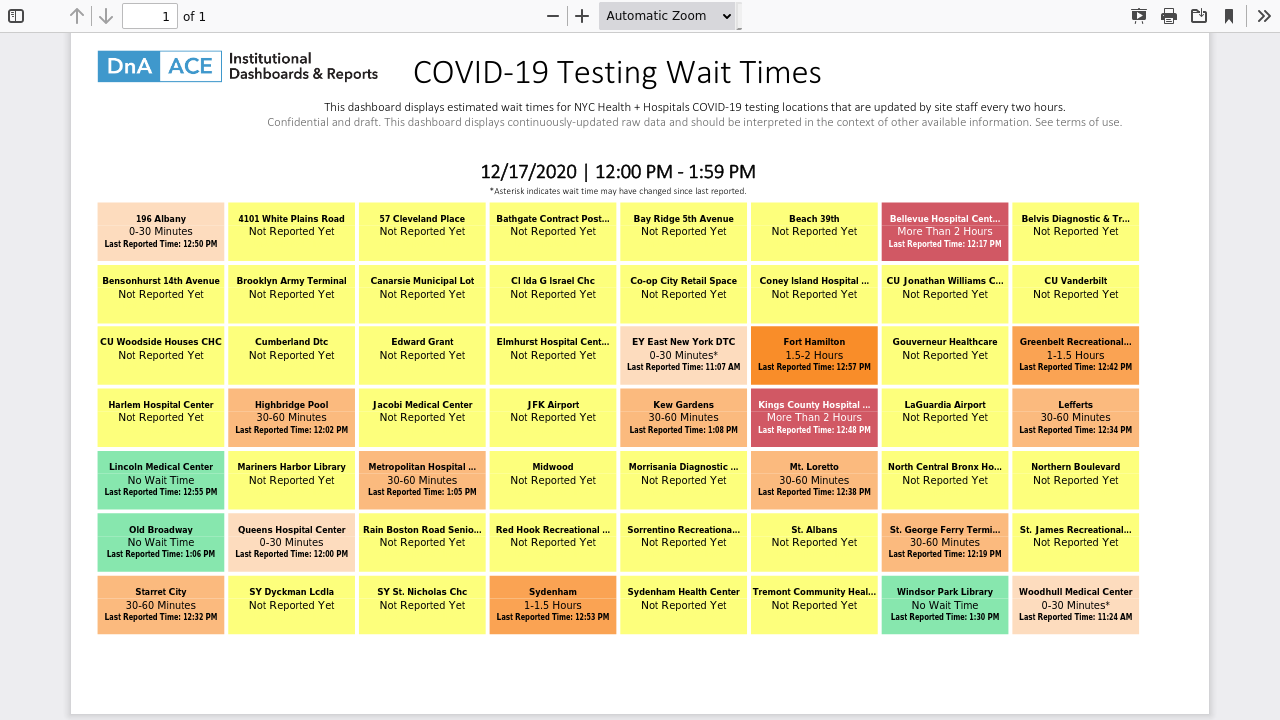 1 of 1 Automatic Zoom
DnA ACE Institutional
Dashboards & Reports
COVID-19 Testing Wait Times
This dashboard displays estimated wait times for NYC Health + Hospitals COVID-19 testing locations that are updated by site staff every two hours.
Confidential and draft. This dashboard displays continuously-updated raw data and should be interpreted in the context of other available information. See terms of use.
12/17/2020 | 12:00 PM - 1:59 PM
*Asterisk indicates wait time may have changed since last reported.
196 Albany
0-30 Minutes
Last Reported Time: 12:50 PM
4101 White Plains Road
Not Reported Yet
57 Cleveland Place
Not Reported Yet
Bathgate Contract Post...
Not Reported Yet
Bay Ridge 5th Avenue
Not Reported Yet
Beach 39th
Not Reported Yet
Bellevue Hospital Cent...
More Than 2 Hours
Last Reported Time: 12:17 PM
Belvis Diagnostic & Tr...
Not Reported Yet
Bensonhurst 14th Avenue
Not Reported Yet
Brooklyn Army Terminal
Not Reported Yet
Canarsie Municipal Lot
Not Reported Yet
Cl Ida G Israel Chc
Not Reported Yet
Co-op City Retail Space
Not Reported Yet
Coney Island Hospital ...
Not Reported Yet
CU Jonathan Williams C...
Not Reported Yet
CU Vanderbilt
Not Reported Yet
CU Woodside Houses CHC
Not Reported Yet
Cumberland Dtc
Not Reported Yet
Edward Grant
Not Reported Yet
Elmhurst Hospital Cent...
Not Reported Yet
EY East New York DTC
0-30 Minutes*
Last Reported Time: 11:07 AM
Fort Hamilton
1.5-2 Hours
Last Reported Time: 12:57 PM
Gouverneur Healthcare
Not Reported Yet
Greenbelt Recreational...
1-1.5 Hours
Last Reported Time: 12:42 PM
Harlem Hospital Center
Not Reported Yet
Highbridge Pool
30-60 Minutes
Last Reported Time: 12:02 PM
Jacobi Medical Center
Not Reported Yet
JFK Airport
Not Reported Yet
Kew Gardens
30-60 Minutes
Last Reported Time: 1:08 PM
Kings County Hospital ...
More Than 2 Hours
Last Reported Time: 12:48 PM
LaGuardia Airport
Not Reported Yet
Lefferts
30-60 Minutes
Last Reported Time: 12:34 PM
Lincoln Medical Center
No Wait Time
Last Reported Time: 12:55 PM
Mariners Harbor Library
Not Reported Yet
Metropolitan Hospital ...
30-60 Minutes
Last Reported Time: 1:05 PM
Midwood
Not Reported Yet
Morrisania Diagnostic ...
Not Reported Yet
Mt. Loretto
30-60 Minutes
Last Reported Time: 12:38 PM
North Central Bronx Ho...
Not Reported Yet
Northern Boulevard
Not Reported Yet
Old Broadway
No Wait Time
Last Reported Time: 1:06 PM
Queens Hospital Center
0-30 Minutes
Last Reported Time: 12:00 PM
Rain Boston Road Senio...
Not Reported Yet
Red Hook Recreational ...
Not Reported Yet
Sorrentino Recreationa...
Not Reported Yet
St. Albans
Not Reported Yet
St. George Ferry Termi...
30-60 Minutes
Last Reported Time: 12:19 PM
St. James Recreational...
Not Reported Yet
Starret City
30-60 Minutes
Last Reported Time: 12:32 PM
SY Dyckman Lcdla
Not Reported Yet
SY St. Nicholas Chc
Not Reported Yet
Sydenham
1-1.5 Hours
Last Reported Time: 12:53 PM
Sydenham Health Center
Not Reported Yet
Tremont Community Heal...
Not Reported Yet
Windsor Park Library
No Wait Time
Last Reported Time: 1:30 PM
Woodhull Medical Center
0-30 Minutes*
Last Reported Time: 11:24 AM